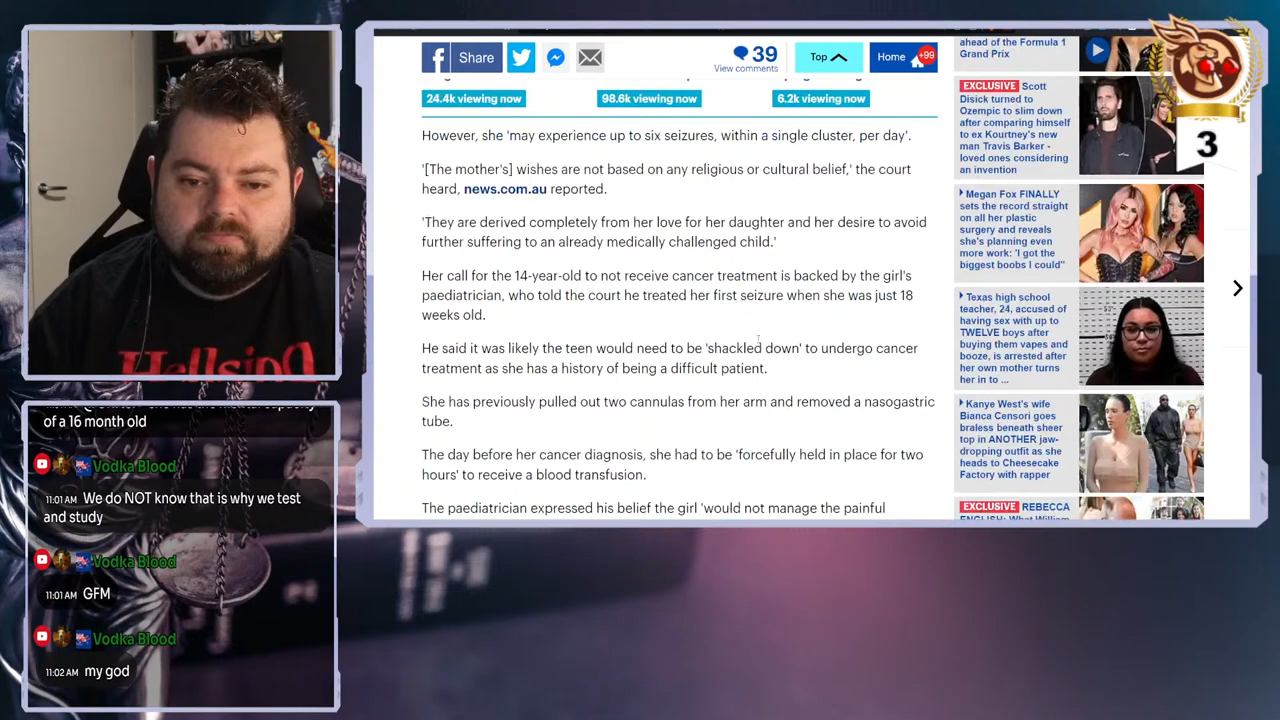 Hellsing
of a 16 month old
Vodka Blood
11:01 AM We do NOT know that is why we test
and study
Vodka Blood
11:01 AM GFM
Vodka Blood
11:02 AM my god
f Share
39
View comments
Top
Home +99
24.4k viewing now
98.6k viewing now
6.2k viewing now
However, she 'may experience up to six seizures, within a single cluster, per day'.
'[The mother's] wishes are not based on any religious or cultural belief,' the court
heard, news.com.au reported.
'They are derived completely from her love for her daughter and her desire to avoid
further suffering to an already medically challenged child.'
Her call for the 14-year-old to not receive cancer treatment is backed by the girl's
paediatrician, who told the court he treated her first seizure when she was just 18
weeks old.
He said it was likely the teen would need to be 'shackled down' to undergo cancer
treatment as she has a history of being a difficult patient.
She has previously pulled out two cannulas from her arm and removed a nasogastric
tube.
The day before her cancer diagnosis, she had to be 'forcefully held in place for two
hours' to receive a blood transfusion.
The paediatrician expressed his belief the girl 'would not manage the painful
ahead of the Formula 1
Grand Prix
EXCLUSIVE Scott
Disick turned to
Ozempic to slim down
after comparing himself
to ex Kourtney's new
man Travis Barker -
loved ones considering
an invention
Megan Fox FINALLY
sets the record straight
on all her plastic
surgery and reveals
she's planning even
more work: 'I got the
biggest boobs I could"
Texas high school
teacher, 24, accused of
having sex with up to
TWELVE boys after
buying them vapes and
booze, is arrested after
her own mother turns
her in to ...
Kanye West's wife
Bianca Censori goes
braless beneath sheer
top in ANOTHER jaw-
dropping outfit as she
heads to Cheesecake
Factory with rapper
EXCLUSIVE REBECCA
3